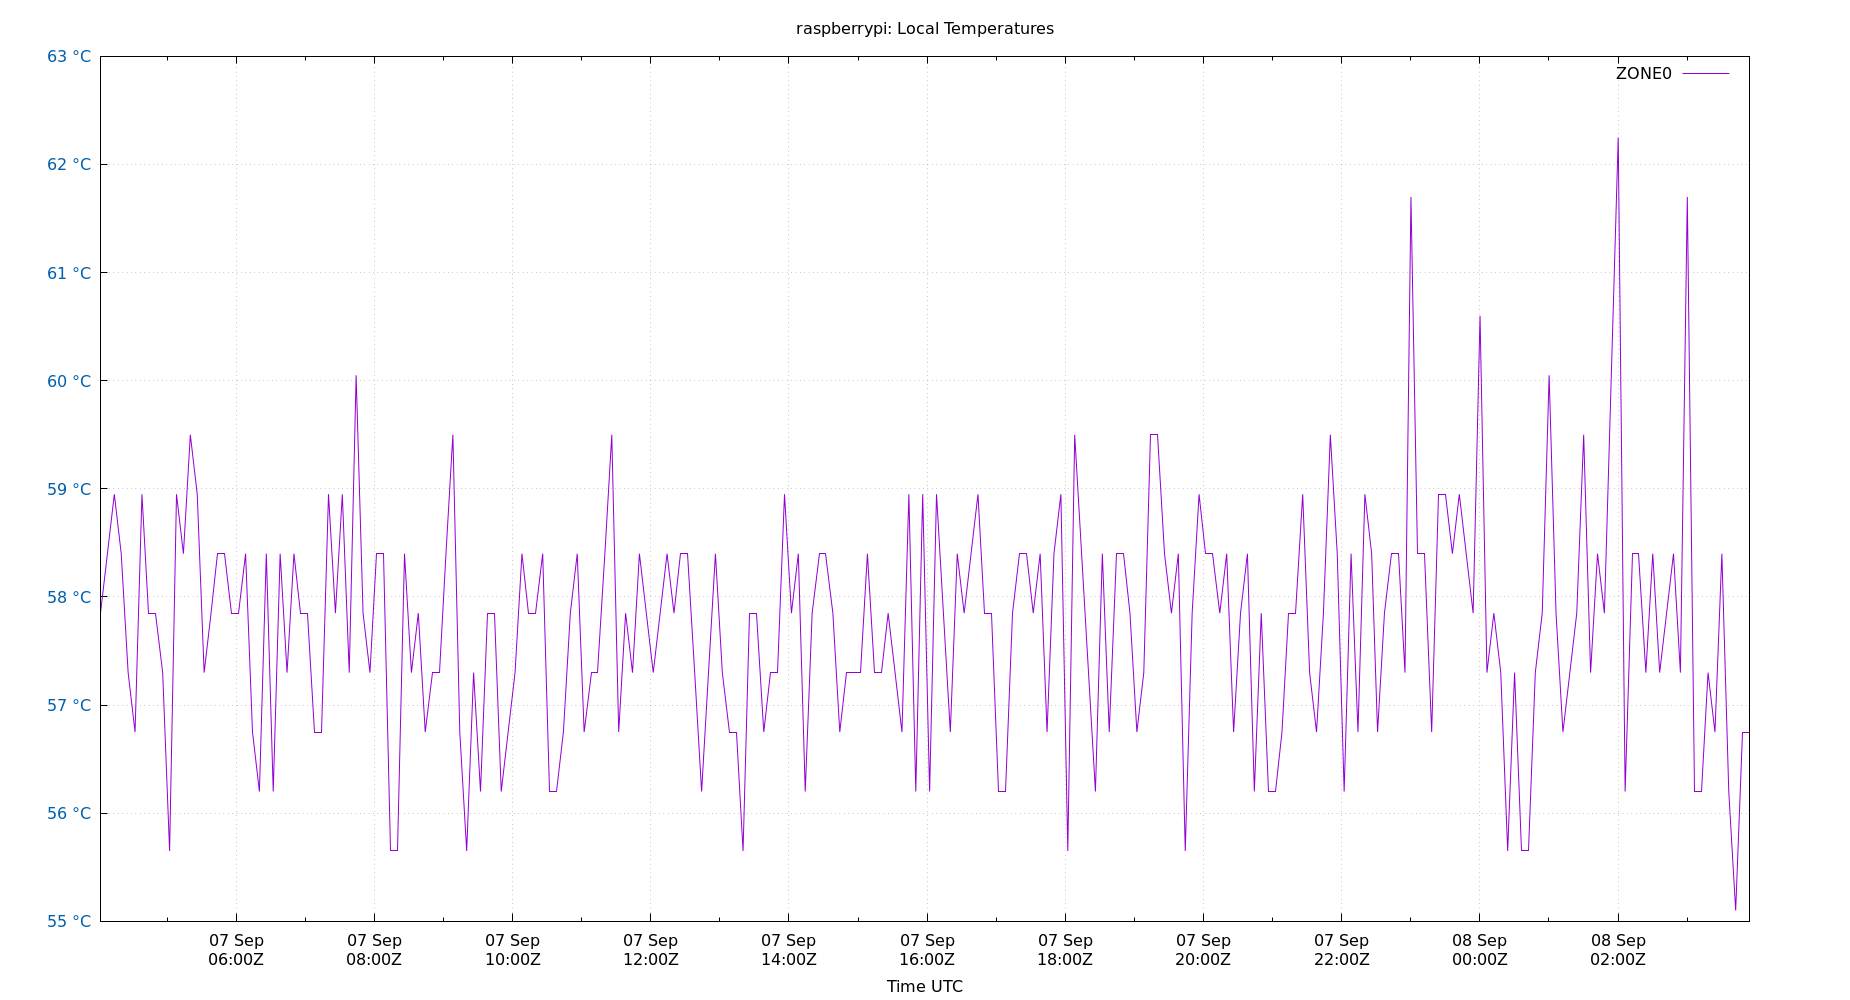 raspberrypi: Local Temperatures
63 °C
ZONE0
62 °C
61 °C
60 °C
59 °C
58 °C
57 °C
56 °C
55 °C
07 Sep 07 Sep 07 Sep 07 Sep 07 Sep 07 Sep 07 Sep 07 Sep 07 Sep 08 Sep 08 Sep
06:00Z 08:00Z 10:00Z 12:00Z 14:00Z 16:00Z 18:00Z 20:00Z 22:00Z 00:00Z 02:00Z
Time UTC